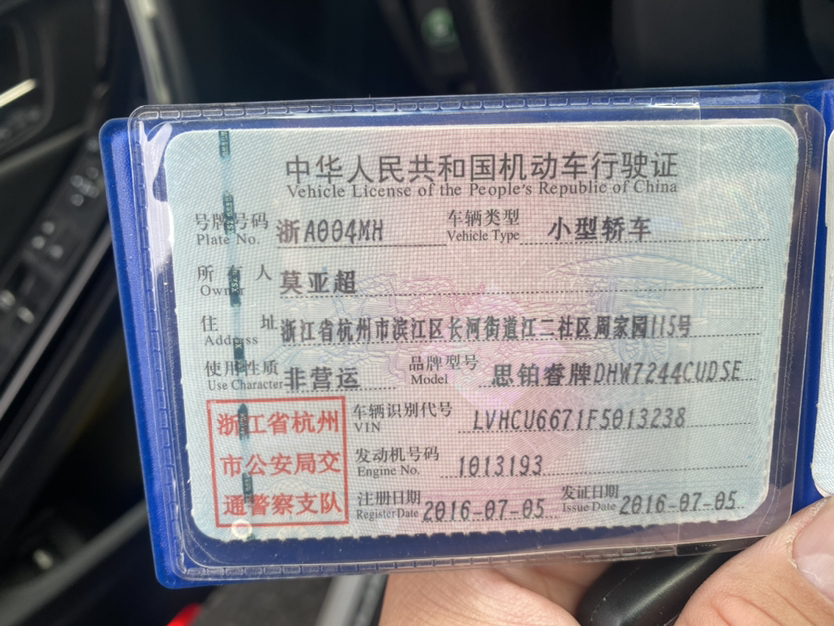 中华人民共和国机动车行驶证
Vehicle License of the People's Republic of China
号牌号码 浙A004MH 车辆类型 小型轿车
Plate No. Vehicle Type
所有人 莫亚超
Owner
住址 浙江省杭州市滨江区长河街道江二社区周家园115号
Address
使用性质 非营运 品牌型号 思铂睿牌DHW7244CUDSE
Use Character Model
浙江省杭州
市公安局交
通警察支队
车辆识别代号 LVHCU6671F5013238
VIN
发动机号码 1013193
Engine No.
注册日期 2016-07-05 发证日期 2016-07-05
Register Date Issue Date